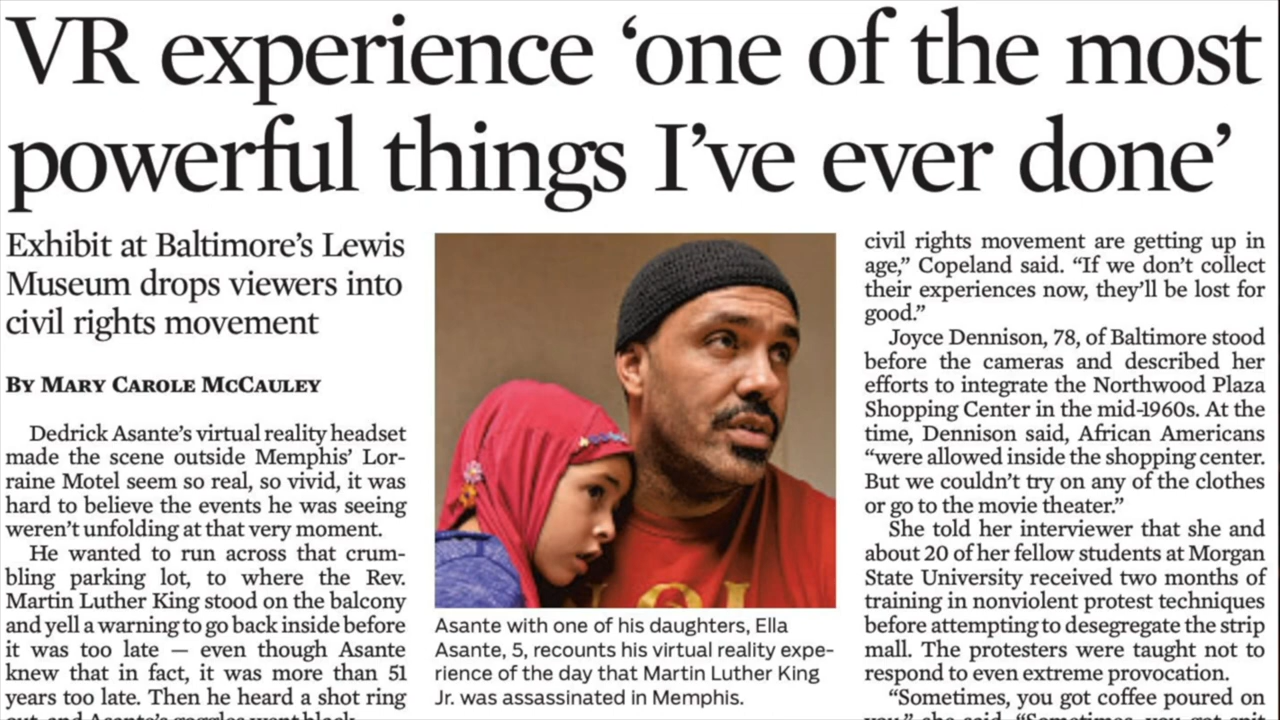 VR experience ‘one of the most
powerful things I’ve ever done’
Exhibit at Baltimore’s Lewis
Museum drops viewers into
civil rights movement
By Mary Carole McCauley
Dedrick Asante’s virtual reality headset
made the scene outside Memphis’ Lor-
raine Motel seem so real, so vivid, it was
hard to believe the events he was seeing
weren’t unfolding at that very moment.
He wanted to run across that crum-
bling parking lot, to where the Rev.
Martin Luther King stood on the balcony
and yell a warning to go back inside before
it was too late — even though Asante
knew that in fact, it was more than 51
years too late. Then he heard a shot ring
out, and Asante’s goggles went black.
Asante with one of his daughters, Ella
Asante, 5, recounts his virtual reality expe-
rience of the day that Martin Luther King
Jr. was assassinated in Memphis.
civil rights movement are getting up in
age,” Copeland said. “If we don’t collect
their experiences now, they’ll be lost for
good.”
Joyce Dennison, 78, of Baltimore stood
before the cameras and described her
efforts to integrate the Northwood Plaza
Shopping Center in the mid-1960s. At the
time, Dennison said, African Americans
“were allowed inside the shopping center.
But we couldn’t try on any of the clothes
or go to the movie theater.”
She told her interviewer that she and
about 20 of her fellow students at Morgan
State University received two months of
training in nonviolent protest techniques
before attempting to desegregate the strip
mall. The protesters were taught not to
respond to even extreme provocation.
“Sometimes, you got coffee poured on
you,” she said. “Sometimes, you got spit